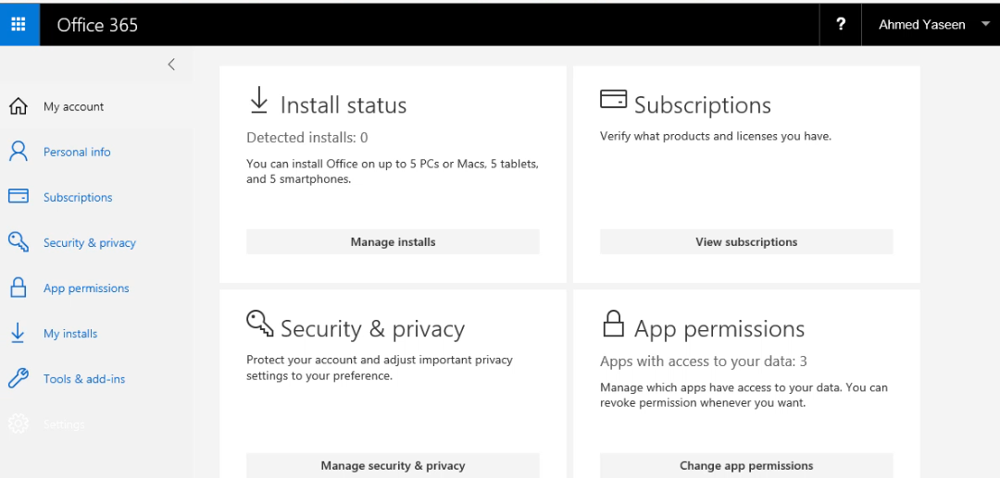 Office 365
?
Ahmed Yaseen
My account
Personal info
Subscriptions
Security & privacy
App permissions
My installs
Tools & add-ins
Settings
Install status
Detected installs: 0
You can install Office on up to 5 PCs or Macs, 5 tablets,
and 5 smartphones.
Manage installs
Subscriptions
Verify what products and licenses you have.
View subscriptions
Security & privacy
Protect your account and adjust important privacy
settings to your preference.
Manage security & privacy
App permissions
Apps with access to your data: 3
Manage which apps have access to your data. You can
revoke permission whenever you want.
Change app permissions